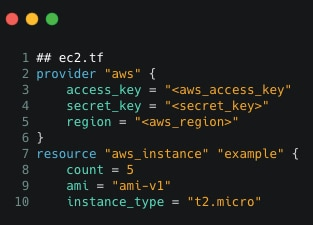 1 ## ec2.tf
2 provider "aws" {
3     access_key = "<aws_access_key"
4     secret_key = "<secret_key>"
5     region = "<aws_region>"
6 }
7 resource "aws_instance" "example" {
8     count = 5
9     ami = "ami-v1"
10     instance_type = "t2.micro"